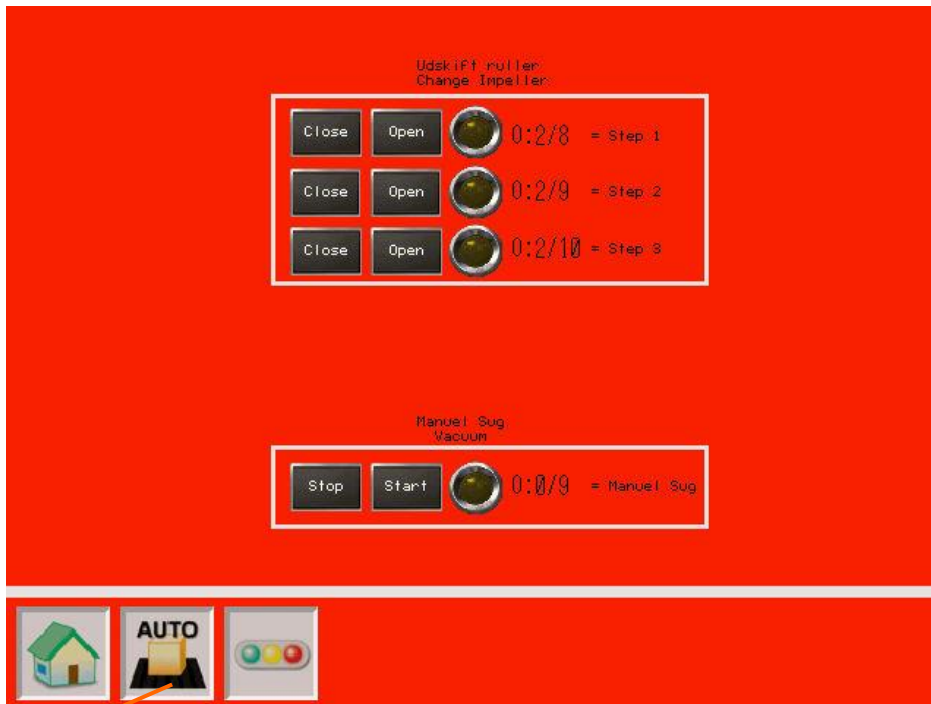 Udskift ruller
Change Impeller
Close Open 0:2/8 = Step 1
Close Open 0:2/9 = Step 2
Close Open 0:2/10 = Step 3
Manuel Sug
Vacuum
Stop Start 0:0/9 = Manuel Sug
AUTO